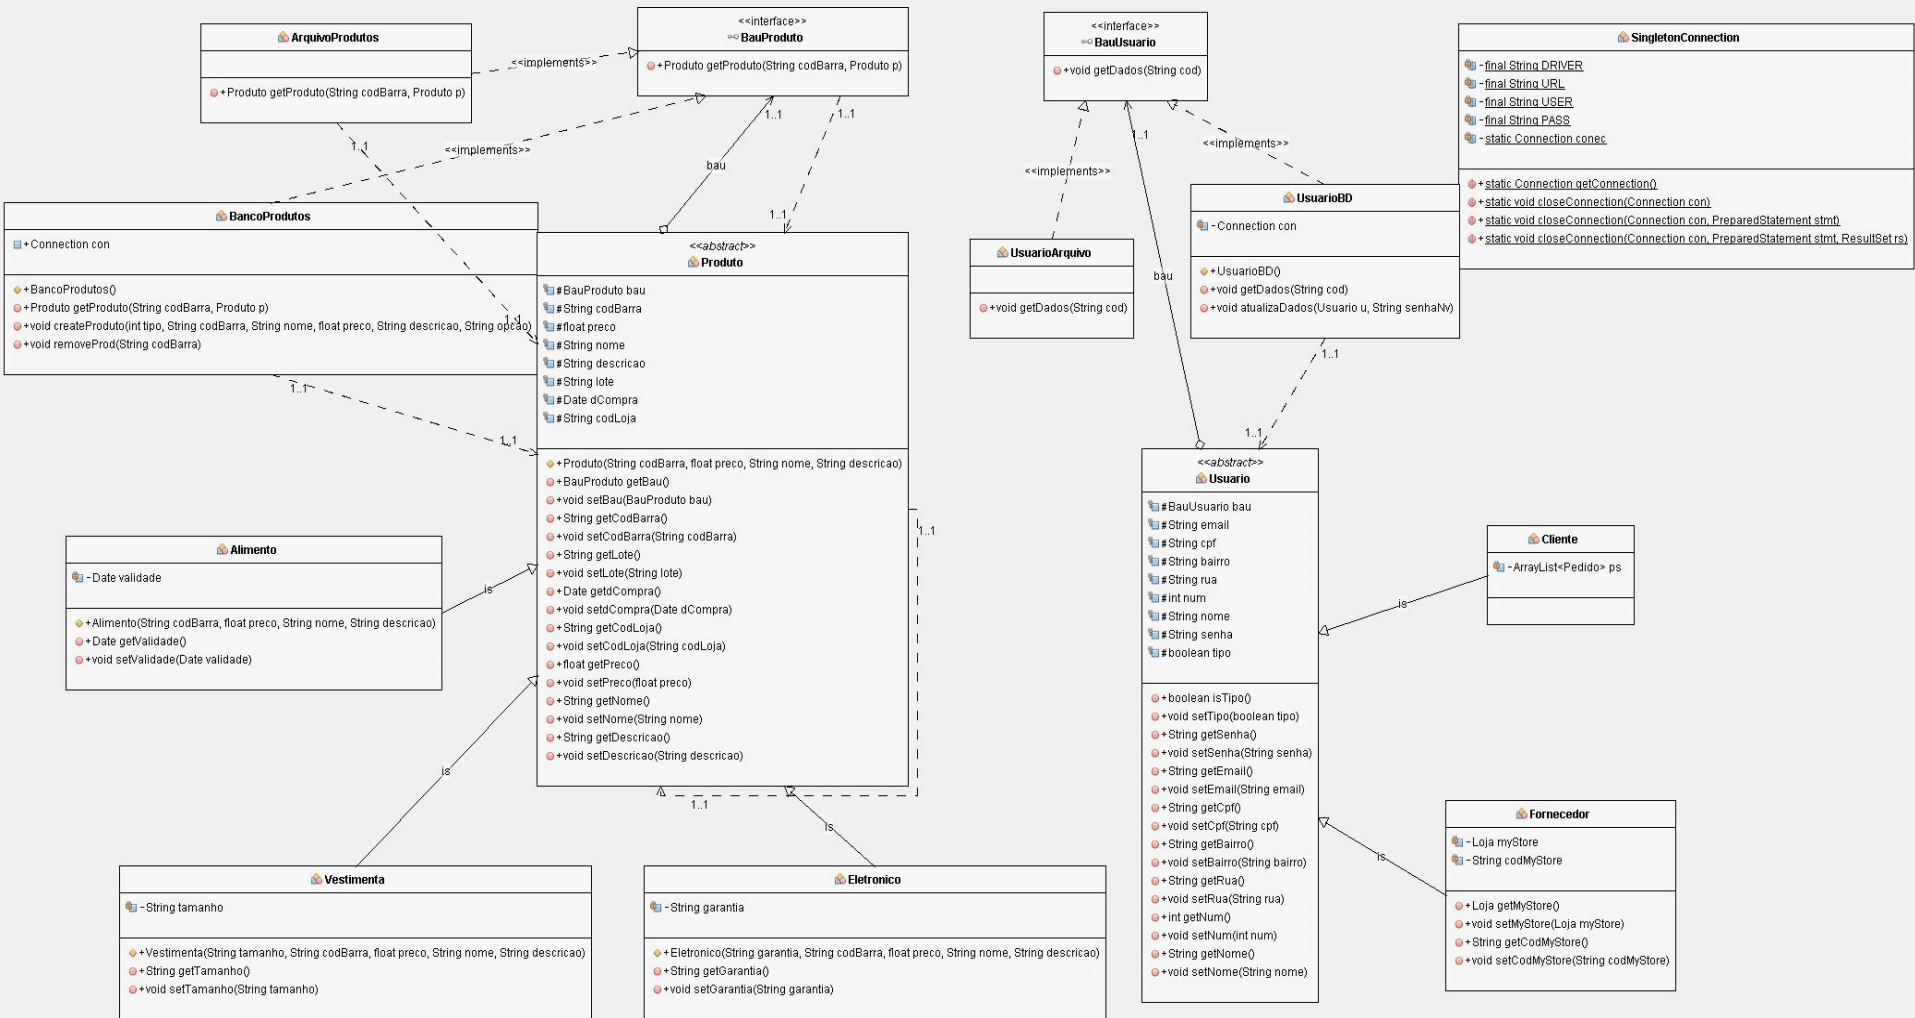 ArquivoProdutos
+Produto getProduto(String codBarra, Produto p)
<<implements>>
<<interface>>
BauProduto
+Produto getProduto(String codBarra, Produto p)
<<interface>>
BauUsuario
+void getDados(String cod)
SingletonConnection
-final String DRIVER
-final String URL
-final String USER
-final String PASS
-static Connection conec
+static Connection getConnection()
+static void closeConnection(Connection con)
+static void closeConnection(Connection con, PreparedStatement stmt)
+static void closeConnection(Connection con, PreparedStatement stmt, ResultSet rs)
1..1
1..1
1..1
1..1
<<implements>>
bau
1..1
<<implements>>
<<implements>>
BancoProdutos
+Connection con
+BancoProdutos()
+Produto getProduto(String codBarra, Produto p)
+void createProduto(int tipo, String codBarra, String nome, float preco, String descricao, String opcao)
+void removeProd(String codBarra)
1..1
1..1
1..1
<<abstract>>
Produto
#BauProduto bau
#String codBarra
#float preco
#String nome
#String descricao
#String lote
#Date dCompra
#String codLoja
+Produto(String codBarra, float preco, String nome, String descricao)
+BauProduto getBau()
+void setBau(BauProduto bau)
+String getCodBarra()
+void setCodBarra(String codBarra)
+String getLote()
+void setLote(String lote)
+Date getdCompra()
+void setdCompra(Date dCompra)
+String getCodLoja()
+void setCodLoja(String codLoja)
+float getPreco()
+void setPreco(float preco)
+String getNome()
+void setNome(String nome)
+String getDescricao()
+void setDescricao(String descricao)
1..1
1..1
UsuarioArquivo
+void getDados(String cod)
bau
UsuarioBD
-Connection con
+UsuarioBD()
+void getDados(String cod)
+void atualizaDados(Usuario u, String senhaNv)
1..1
1..1
<<abstract>>
Usuario
#BauUsuario bau
#String email
#String cpf
#String bairro
#String rua
#int num
#String nome
#String senha
#boolean tipo
+boolean isTipo()
+void setTipo(boolean tipo)
+String getSenha()
+void setSenha(String senha)
+String getEmail()
+void setEmail(String email)
+String getCpf()
+void setCpf(String cpf)
+String getBairro()
+void setBairro(String bairro)
+String getRua()
+void setRua(String rua)
+int getNum()
+void setNum(int num)
+String getNome()
+void setNome(String nome)
Cliente
-ArrayList<Pedido> ps
is
Alimento
-Date validade
+Alimento(String codBarra, float preco, String nome, String descricao)
+Date getValidade()
+void setValidade(Date validade)
is
is
is
Fornecedor
-Loja myStore
-String codMyStore
+Loja getMyStore()
+void setMyStore(Loja myStore)
+String getCodMyStore()
+void setCodMyStore(String codMyStore)
is
Vestimenta
-String tamanho
+Vestimenta(String tamanho, String codBarra, float preco, String nome, String descricao)
+String getTamanho()
+void setTamanho(String tamanho)
Eletronico
-String garantia
+Eletronico(String garantia, String codBarra, float preco, String nome, String descricao)
+String getGarantia()
+void setGarantia(String garantia)